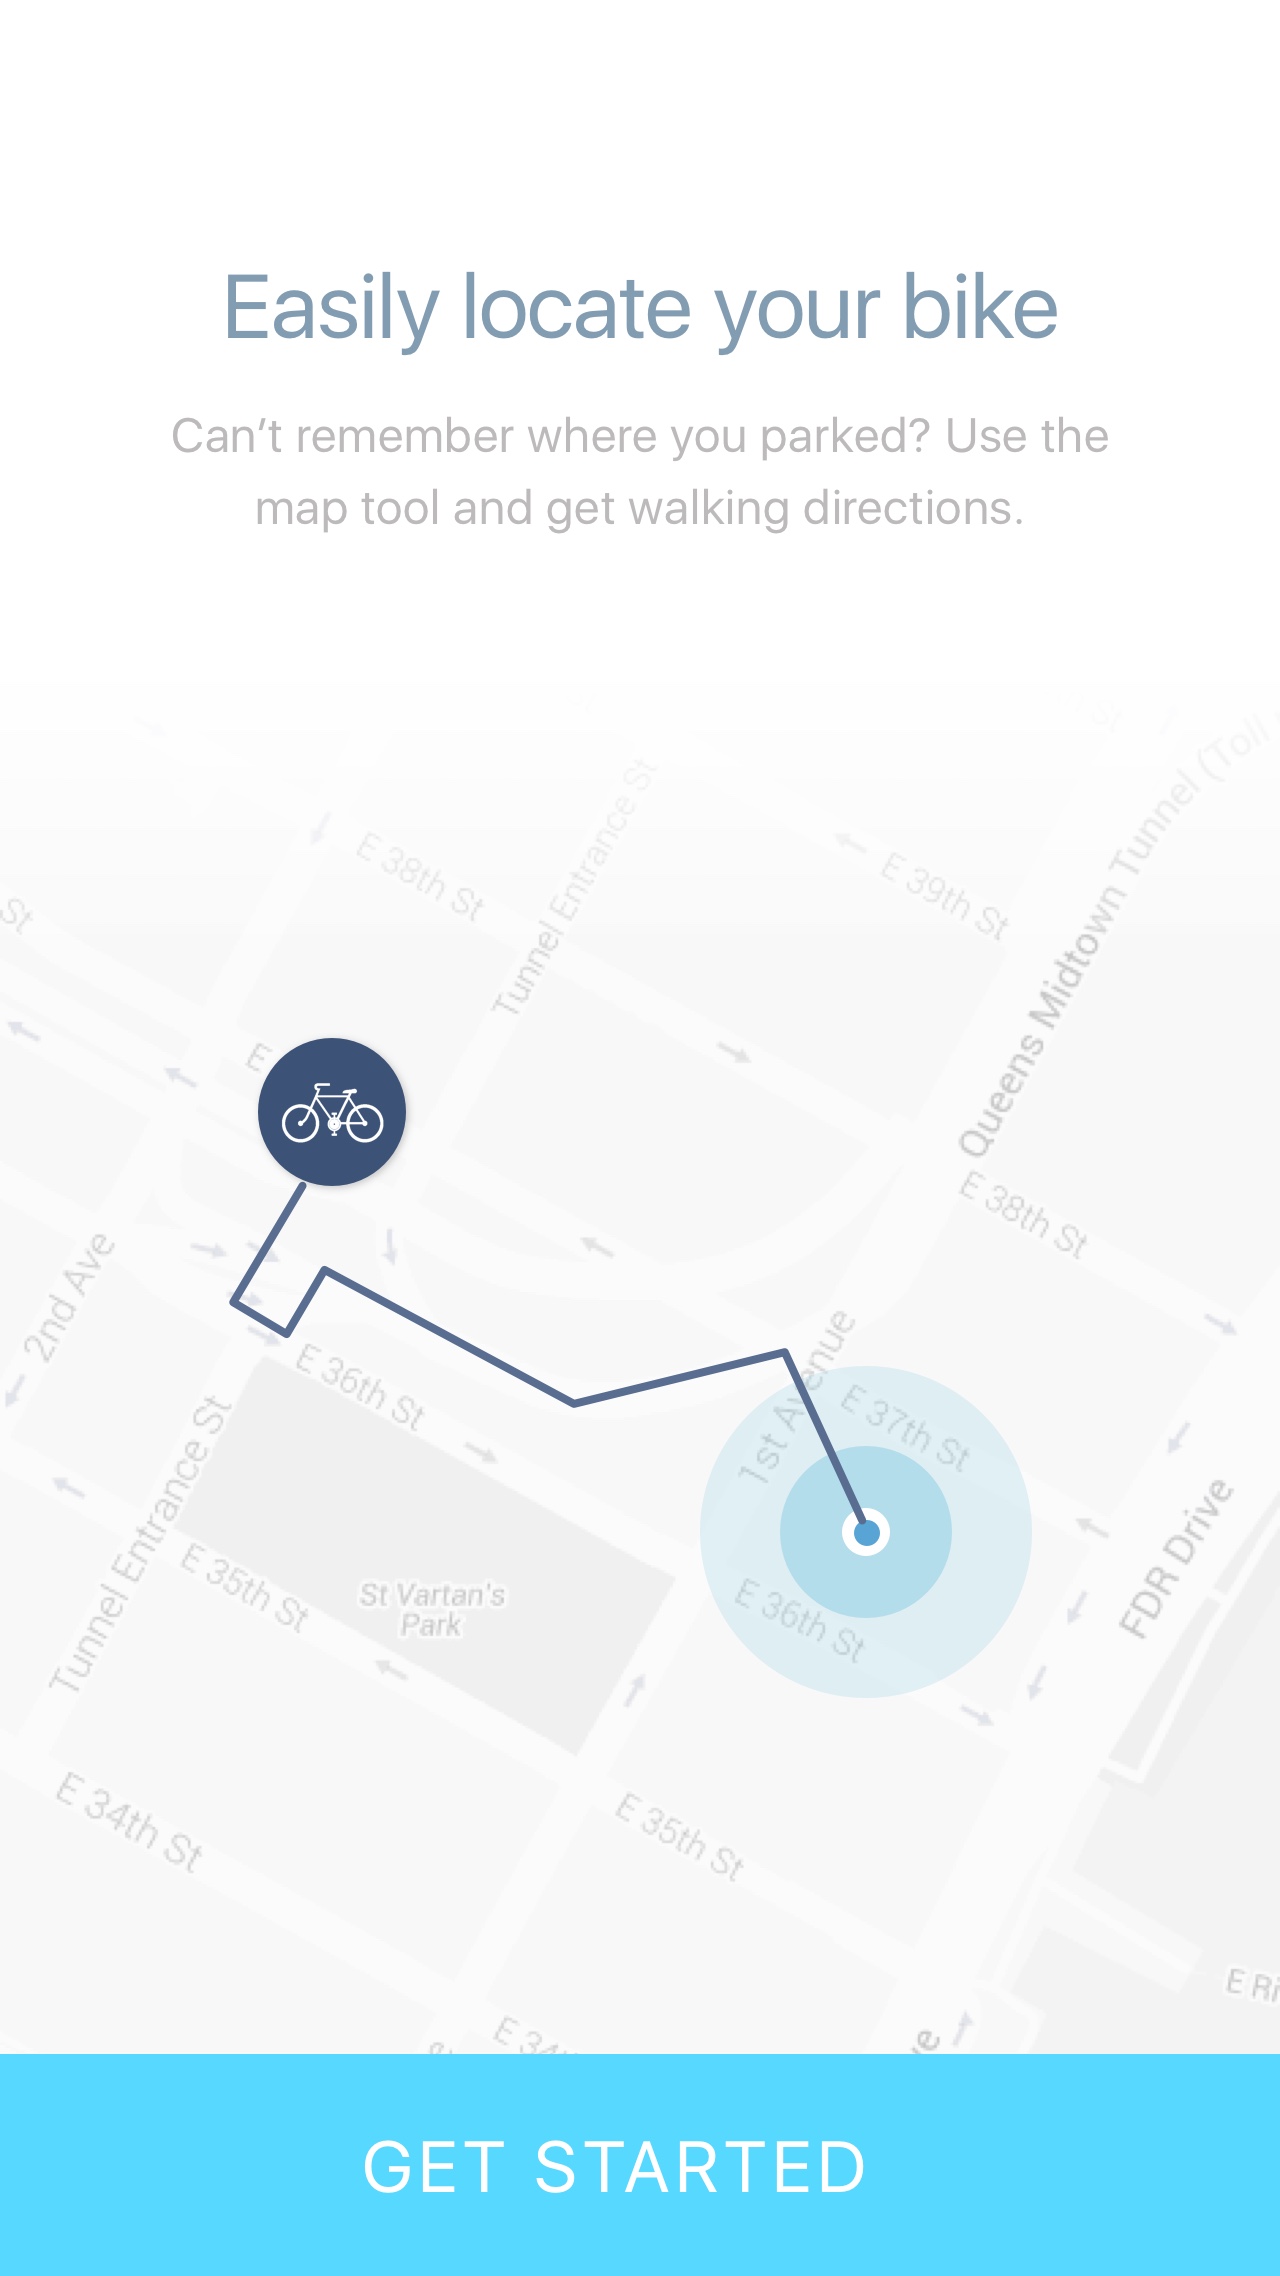 Easily locate your bike
Can’t remember where you parked? Use the
map tool and get walking directions.
St
(Toll
Tunnel Entrance St
E 38th St
E 39th St
Queens Midtown Tunnel
St
E
E 38th St
2nd Ave
1st Avenue
E 36th St
E 37th St
Tunnel Entrance St
FDR Drive
E 35th St
St Vartan's
Park
E 36th St
E 34th St
E 35th St
E Ri
E 34
GET STARTED